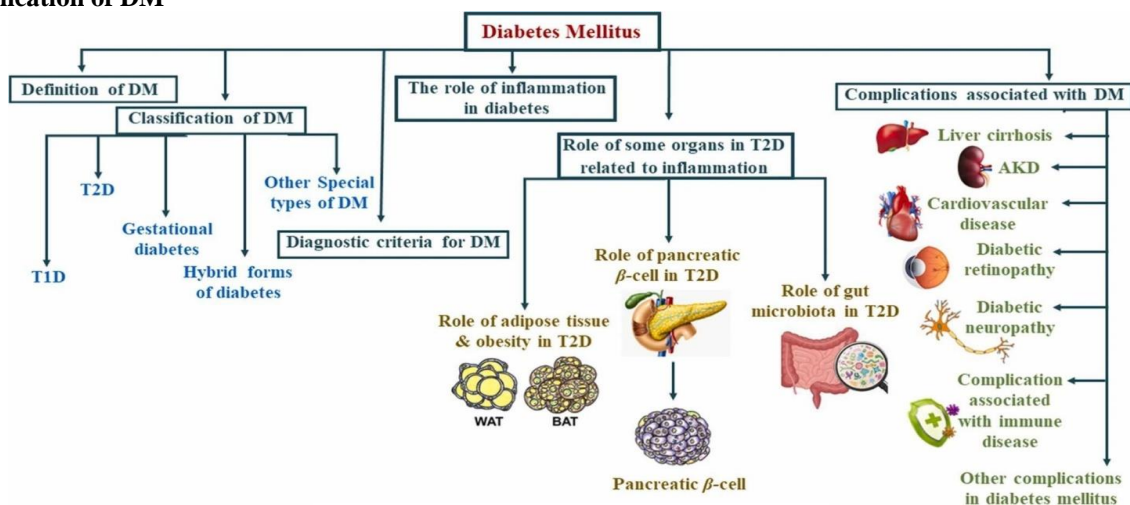 Diabetes Mellitus
Definition of DM
Classification of DM
T1D
T2D
Gestational
diabetes
Hybrid forms
of diabetes
Other Special
types of DM
Diagnostic criteria for DM
The role of inflammation
in diabetes
Role of some organs in T2D
related to inflammation
Role of adipose tissue
& obesity in T2D
WAT
BAT
Role of pancreatic
β-cell in T2D
Pancreatic β-cell
Role of gut
microbiota in T2D
Complications associated with DM
Liver cirrhosis
AKD
Cardiovascular
disease
Diabetic
retinopathy
Diabetic
neuropathy
Complication
associated
with immune
disease
Other complications
in diabetes mellitus